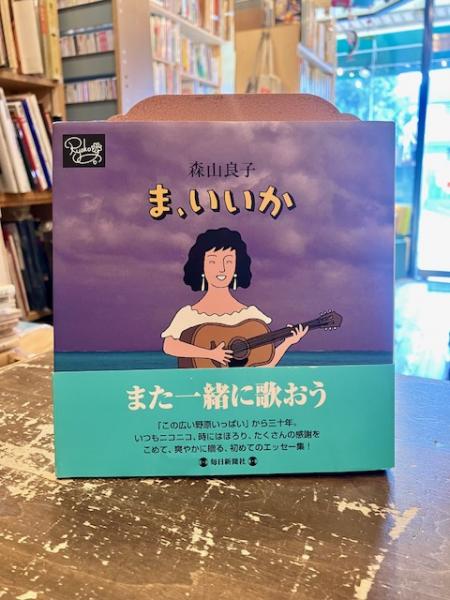 Ryoko
森山良子
ま、いいか
また一緒に歌おう
「この広い野原いっぱい」から三十年。
いつもニコニコ、時にはほろり、たくさんの感謝を
こめて、爽やかに贈る、初めてのエッセー集!
毎日新聞社